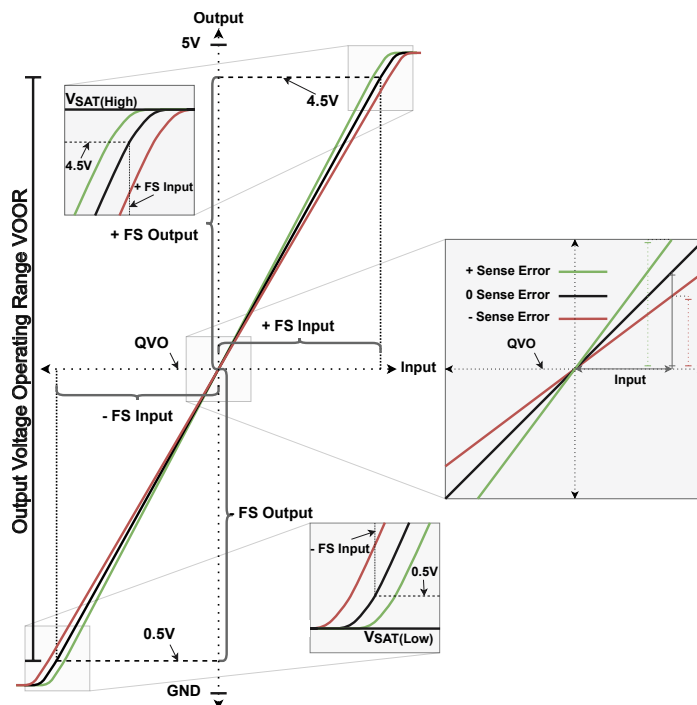 Output
5V
VSAT(High)
4.5V
+ FS Input
4.5V
+ FS Output
Output Voltage Operating Range VOOR
+ FS Input
QVO
Input
- FS Input
+ Sense Error
0 Sense Error
- Sense Error
QVO
Input
- FS Output
- FS Input
0.5V
VSAT(Low)
0.5V
GND